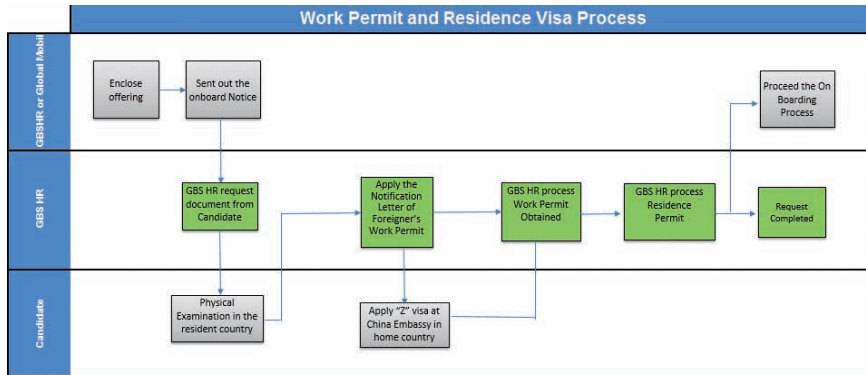 Work Permit and Residence Visa Process
GBSHR or Global Mobil
Enclose
offering
Sent out the
onboard Notice
Proceed the On
Boarding
Process
GBS HR
GBS HR request
document from
Candidate
Apply the
Notification
Letter of
Foreigner's
Work Permit
GBS HR process
Work Permit
Obtained
GBS HR process
Residence
Permit
Request
Completed
Candidate
Physical
Examination in the
resident country
Apply "Z" visa at
China Embassy in
home country